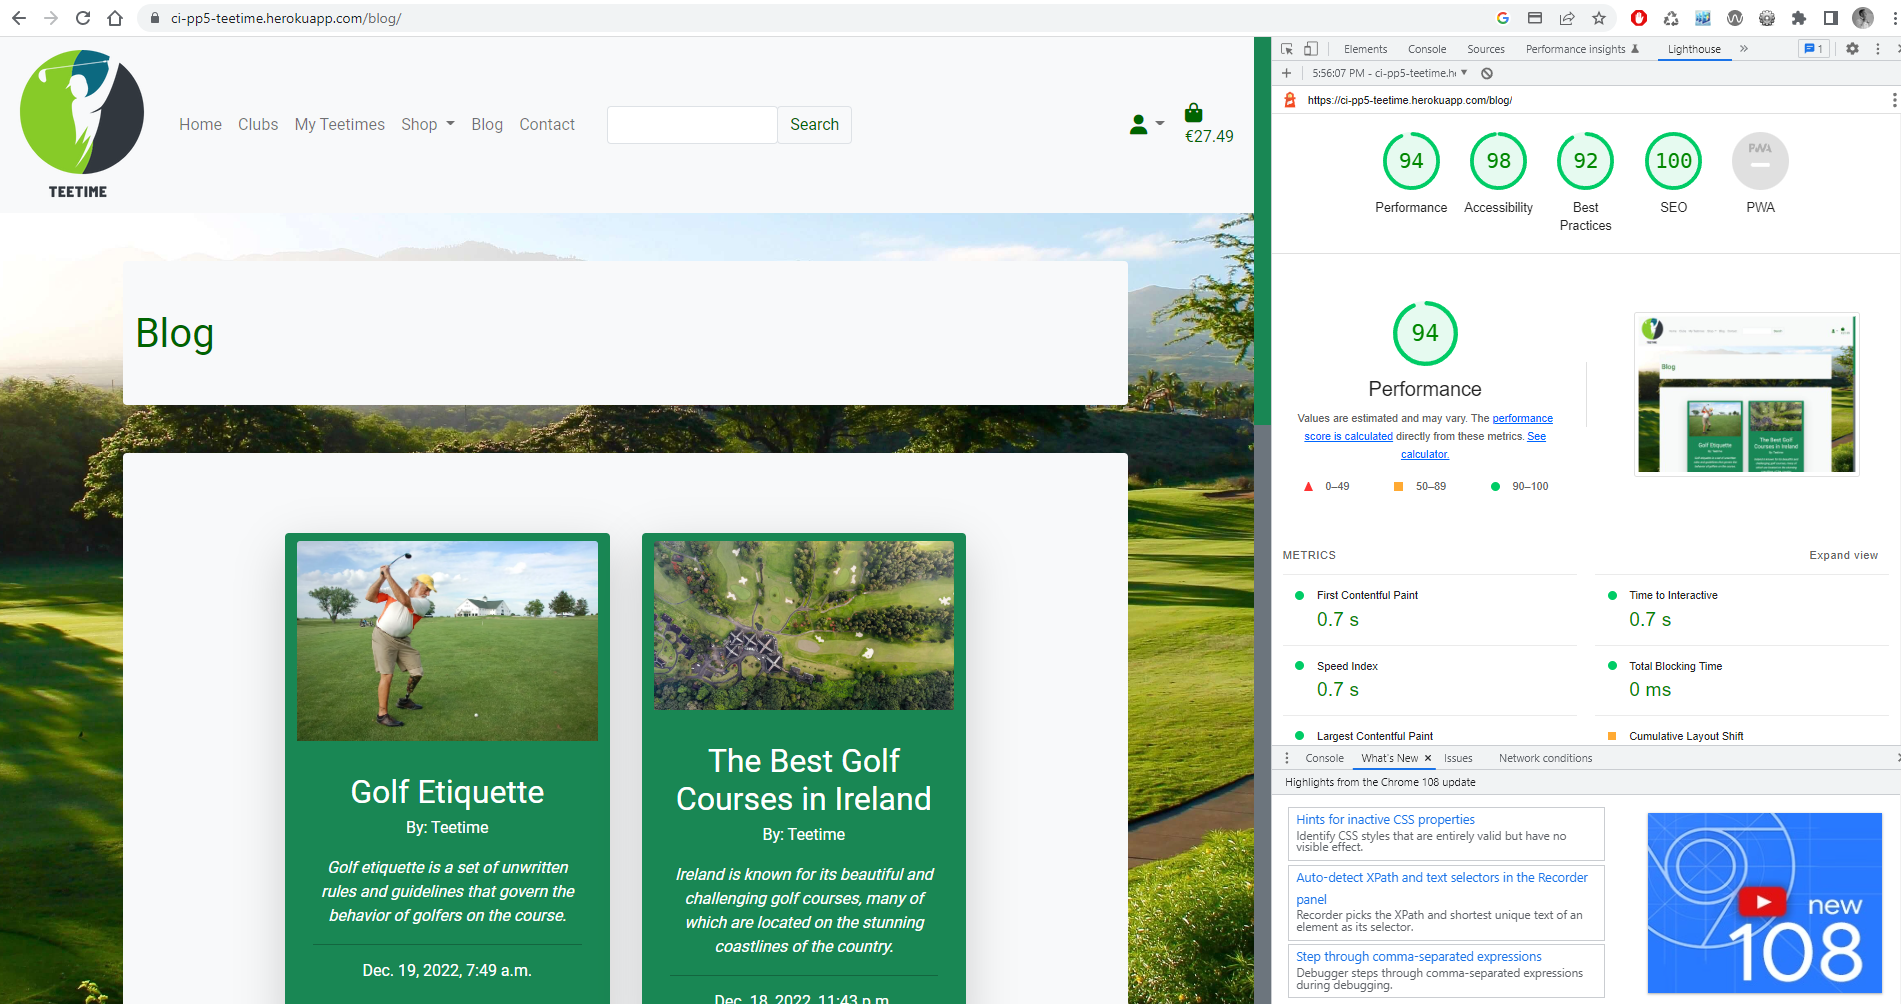 ci-pp5-teetime.herokuapp.com/blog/
TEETIME
Home Clubs My Teetimes Shop Blog Contact
Search
€27.49
Blog
Golf Etiquette
By: Teetime
Golf etiquette is a set of unwritten
rules and guidelines that govern the
behavior of golfers on the course.
Dec. 19, 2022, 7:49 a.m.
The Best Golf
Courses in Ireland
By: Teetime
Ireland is known for its beautiful and
challenging golf courses, many of
which are located on the stunning
coastlines of the country.
Dec. 18, 2022, 11:43 p.m.
Elements Console Sources Performance insights Lighthouse » 1
5:56:07 PM - ci-pp5-teetime.he
https://ci-pp5-teetime.herokuapp.com/blog/
94 98 92 100 PWA
Performance Accessibility Best
Practices SEO PWA
94
Performance
Values are estimated and may vary. The performance
score is calculated directly from these metrics. See
calculator.
0–49 50–89 90–100
Blog
Golf Etiquette
The Best Golf
Courses in Ireland
METRICS Expand view
First Contentful Paint
0.7 s
Time to Interactive
0.7 s
Speed Index
0.7 s
Total Blocking Time
0 ms
Largest Contentful Paint
Cumulative Layout Shift
Console What's New × Issues Network conditions
Highlights from the Chrome 108 update
Hints for inactive CSS properties
Identify CSS styles that are entirely valid but have no
visible effect.
Auto-detect XPath and text selectors in the Recorder
panel
Recorder picks the XPath and shortest unique text of an
element as its selector.
Step through comma-separated expressions
Debugger steps through comma-separated expressions
during debugging.
new
108